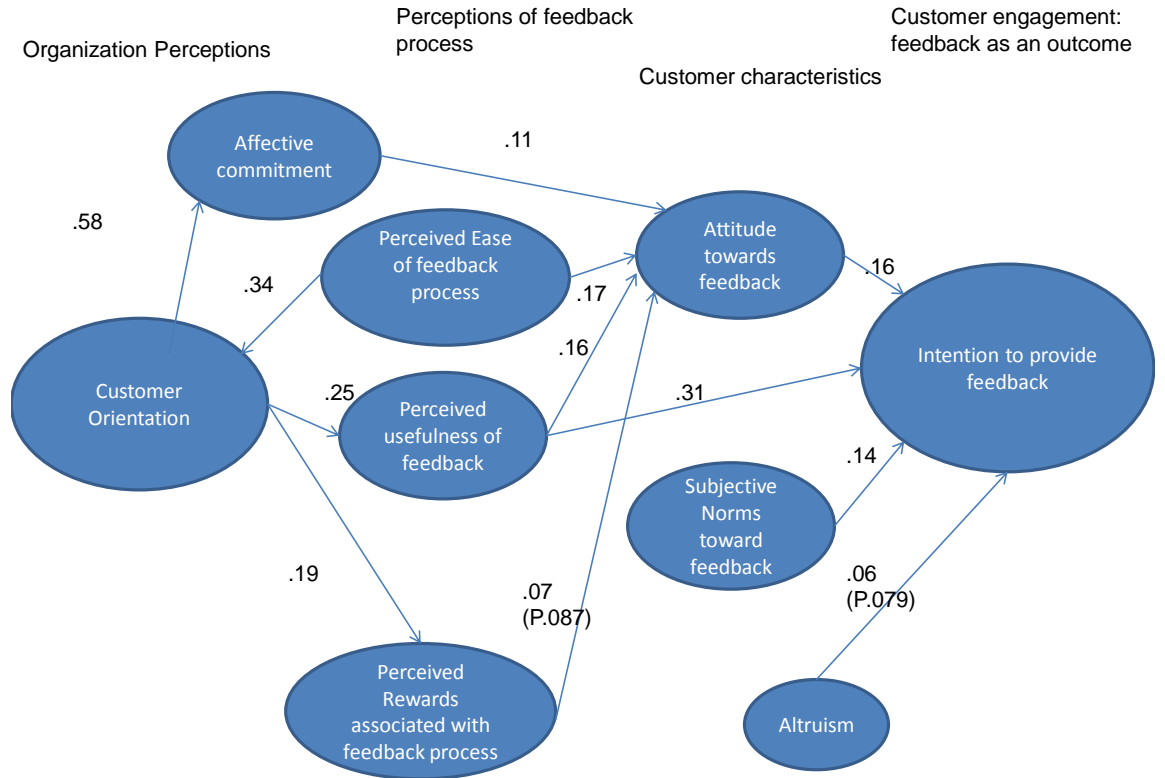 Organization Perceptions
Perceptions of feedback
process
Customer characteristics
Customer engagement:
feedback as an outcome
Affective
commitment
.11
.58
Perceived Ease
of feedback
process
Attitude
towards
feedback
.16
.34
.17
.16
Customer
Orientation
.25
Perceived
usefulness of
feedback
.31
Intention to provide
feedback
.14
Subjective
Norms
toward
feedback
.19
.07
(P.087)
.06
(P.079)
Perceived
Rewards
associated with
feedback process
Altruism